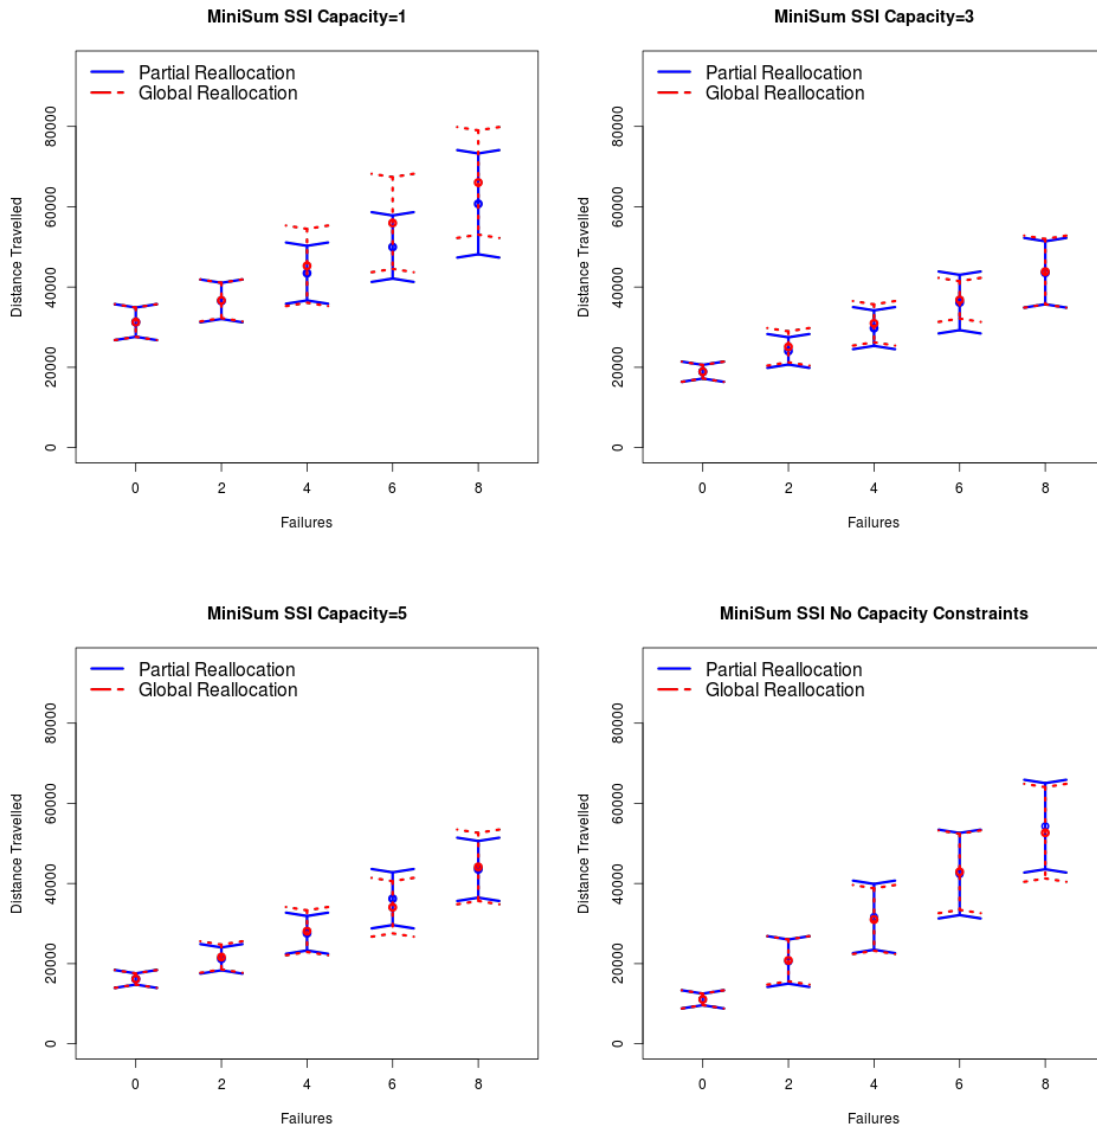 MiniSum SSI Capacity=1
Partial Reallocation
Global Reallocation
Distance Travelled
80000
60000
40000
20000
0
0 2 4 6 8
Failures
MiniSum SSI Capacity=3
Partial Reallocation
Global Reallocation
Distance Travelled
80000
60000
40000
20000
0
0 2 4 6 8
Failures
MiniSum SSI Capacity=5
Partial Reallocation
Global Reallocation
Distance Travelled
80000
60000
40000
20000
0
0 2 4 6 8
Failures
MiniSum SSI No Capacity Constraints
Partial Reallocation
Global Reallocation
Distance Travelled
80000
60000
40000
20000
0
0 2 4 6 8
Failures